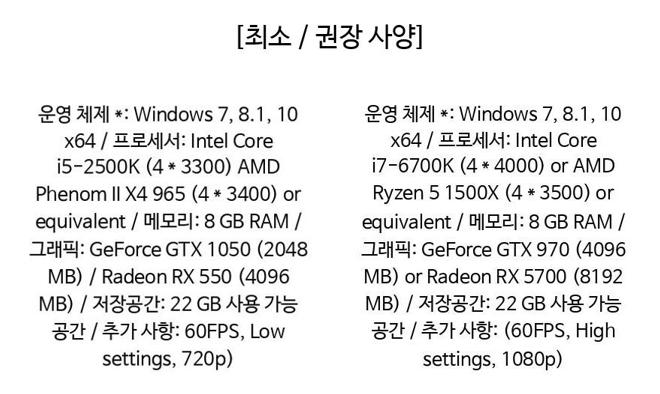 [최소 / 권장 사양]
운영 체제 *: Windows 7, 8.1, 10
x64 / 프로세서: Intel Core
i5-2500K (4 * 3300) AMD
Phenom II X4 965 (4 * 3400) or
equivalent / 메모리: 8 GB RAM /
그래픽: GeForce GTX 1050 (2048
MB) / Radeon RX 550 (4096
MB) / 저장공간: 22 GB 사용 가능
공간 / 추가 사항: 60FPS, Low
settings, 720p)
운영 체제 *: Windows 7, 8.1, 10
x64 / 프로세서: Intel Core
i7-6700K (4 * 4000) or AMD
Ryzen 5 1500X (4 * 3500) or
equivalent / 메모리: 8 GB RAM /
그래픽: GeForce GTX 970 (4096
MB) or Radeon RX 5700 (8192
MB) / 저장공간: 22 GB 사용 가능
공간 / 추가 사항: (60FPS, High
settings, 1080p)